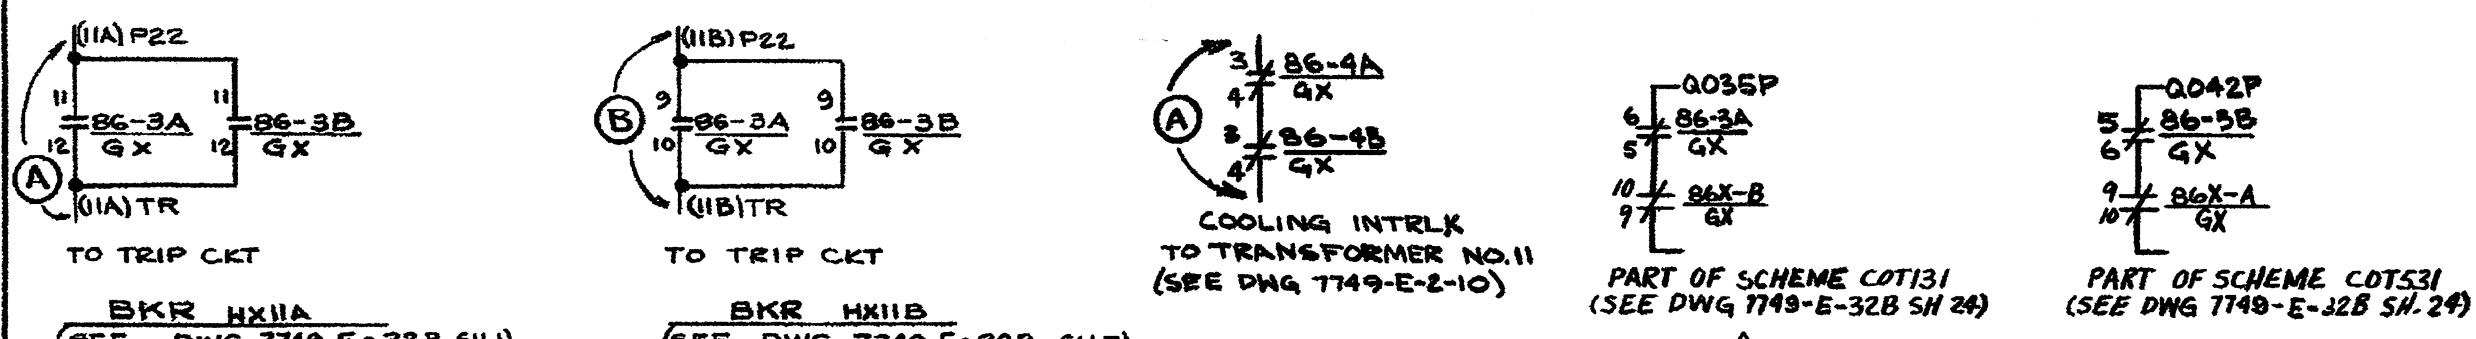 (11A) P22
11
11
86-3A
GX
86-3B
GX
12
12
A
(11A) TR
TO TRIP CKT
BKR HX11A
(11B) P22
9
9
B
86-3A
GX
86-3B
GX
10
10
(11B) TR
TO TRIP CKT
BKR HX11B
3
86-4A
GX
4
A
3
86-4B
GX
4
COOLING INTRLK
TO TRANSFORMER NO.11
(SEE DWG 7749-E-2-10)
Q035P
6
86-3A
GX
5
10
86X-B
GX
9
PART OF SCHEME COT131
(SEE DWG 7749-E-32B SH 24)
Q042P
5
86-3B
GX
6
9
86X-A
GX
10
PART OF SCHEME COT531
(SEE DWG 7749-E-32B SH. 24)